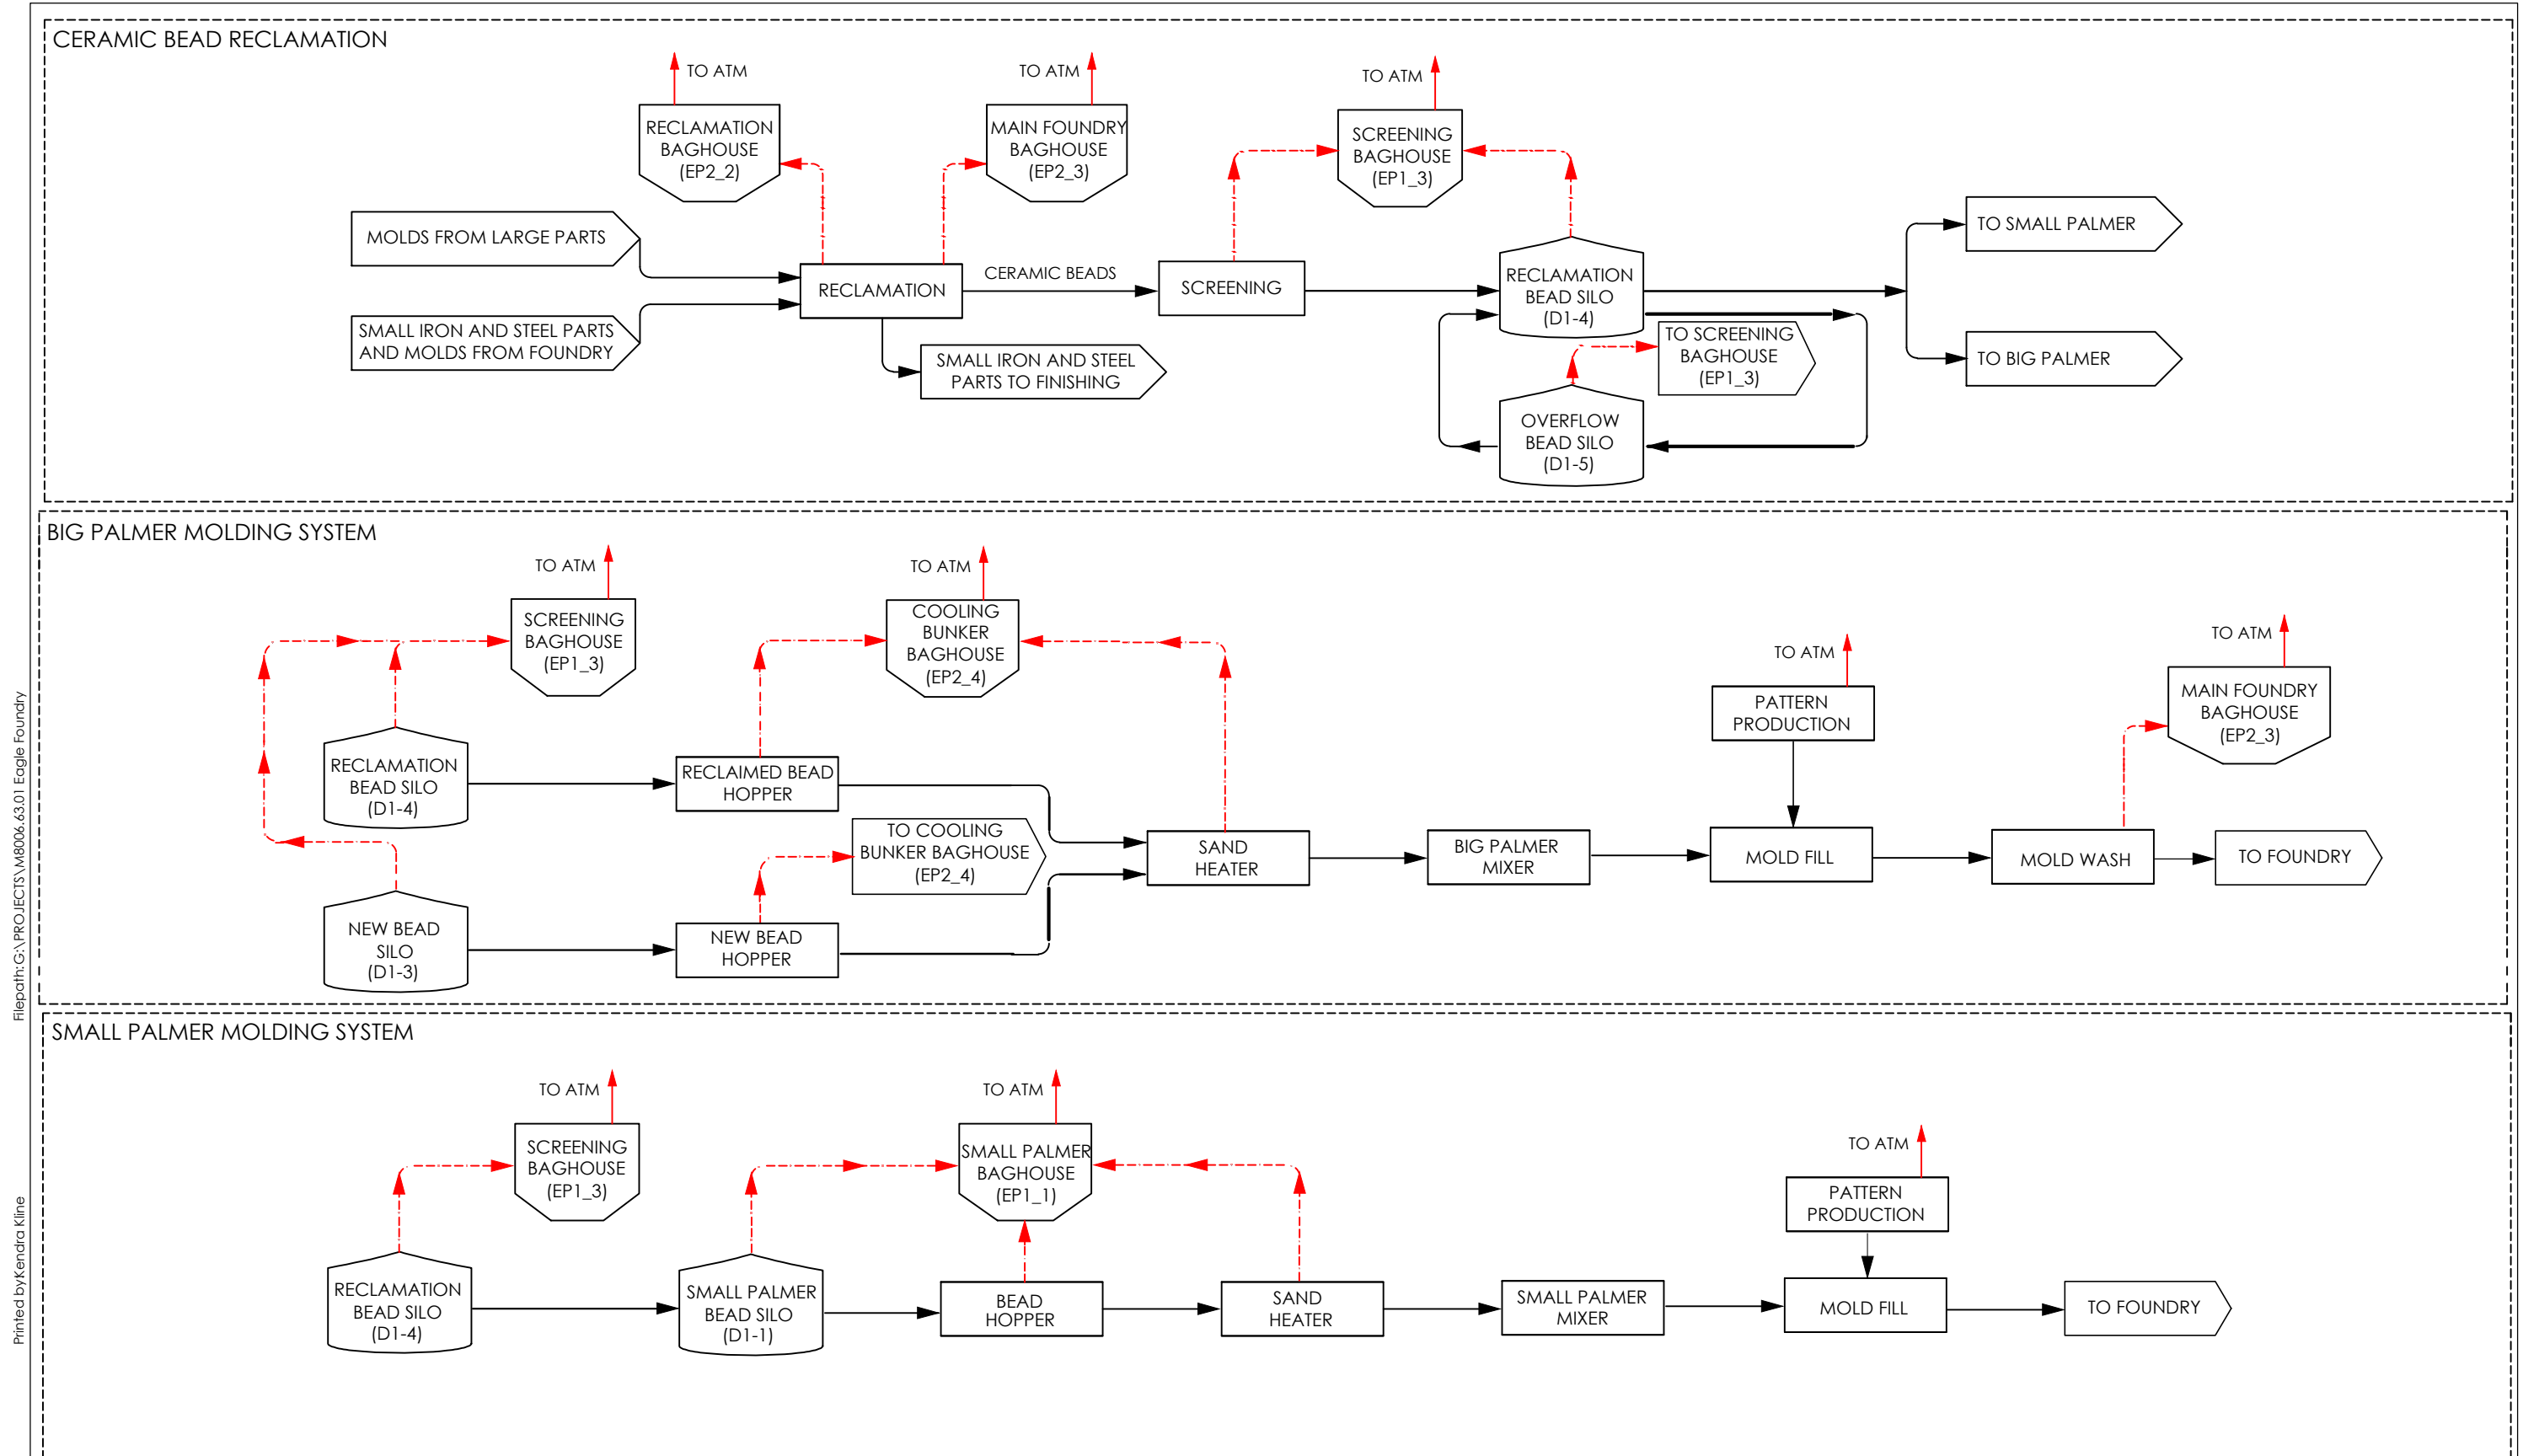 CERAMIC BEAD RECLAMATION
TO ATM
TO ATM
TO ATM
RECLAMATION
BAGHOUSE
(EP2_2)
MAIN FOUNDRY
BAGHOUSE
(EP2_3)
SCREENING
BAGHOUSE
(EP1_3)
MOLDS FROM LARGE PARTS
SMALL IRON AND STEEL PARTS
AND MOLDS FROM FOUNDRY
RECLAMATION
CERAMIC BEADS
SMALL IRON AND STEEL
PARTS TO FINISHING
SCREENING
RECLAMATION
BEAD SILO
(D1-4)
TO SCREENING
BAGHOUSE
(EP1_3)
OVERFLOW
BEAD SILO
(D1-5)
TO SMALL PALMER
TO BIG PALMER
BIG PALMER MOLDING SYSTEM
TO ATM
SCREENING
BAGHOUSE
(EP1_3)
TO ATM
COOLING
BUNKER
BAGHOUSE
(EP2_4)
RECLAMATION
BEAD SILO
(D1-4)
NEW BEAD
SILO
(D1-3)
RECLAIMED BEAD
HOPPER
TO COOLING
BUNKER BAGHOUSE
(EP2_4)
NEW BEAD
HOPPER
SAND
HEATER
BIG PALMER
MIXER
TO ATM
PATTERN
PRODUCTION
MOLD FILL
TO ATM
MAIN FOUNDRY
BAGHOUSE
(EP2_3)
MOLD WASH
TO FOUNDRY
SMALL PALMER MOLDING SYSTEM
TO ATM
SCREENING
BAGHOUSE
(EP1_3)
TO ATM
SMALL PALMER
BAGHOUSE
(EP1_1)
RECLAMATION
BEAD SILO
(D1-4)
SMALL PALMER
BEAD SILO
(D1-1)
BEAD
HOPPER
SAND
HEATER
SMALL PALMER
MIXER
TO ATM
PATTERN
PRODUCTION
MOLD FILL
TO FOUNDRY
Filepath:G:\PROJECTS\M8006.63.01 Eagle Foundry
Printed byKendra Kline